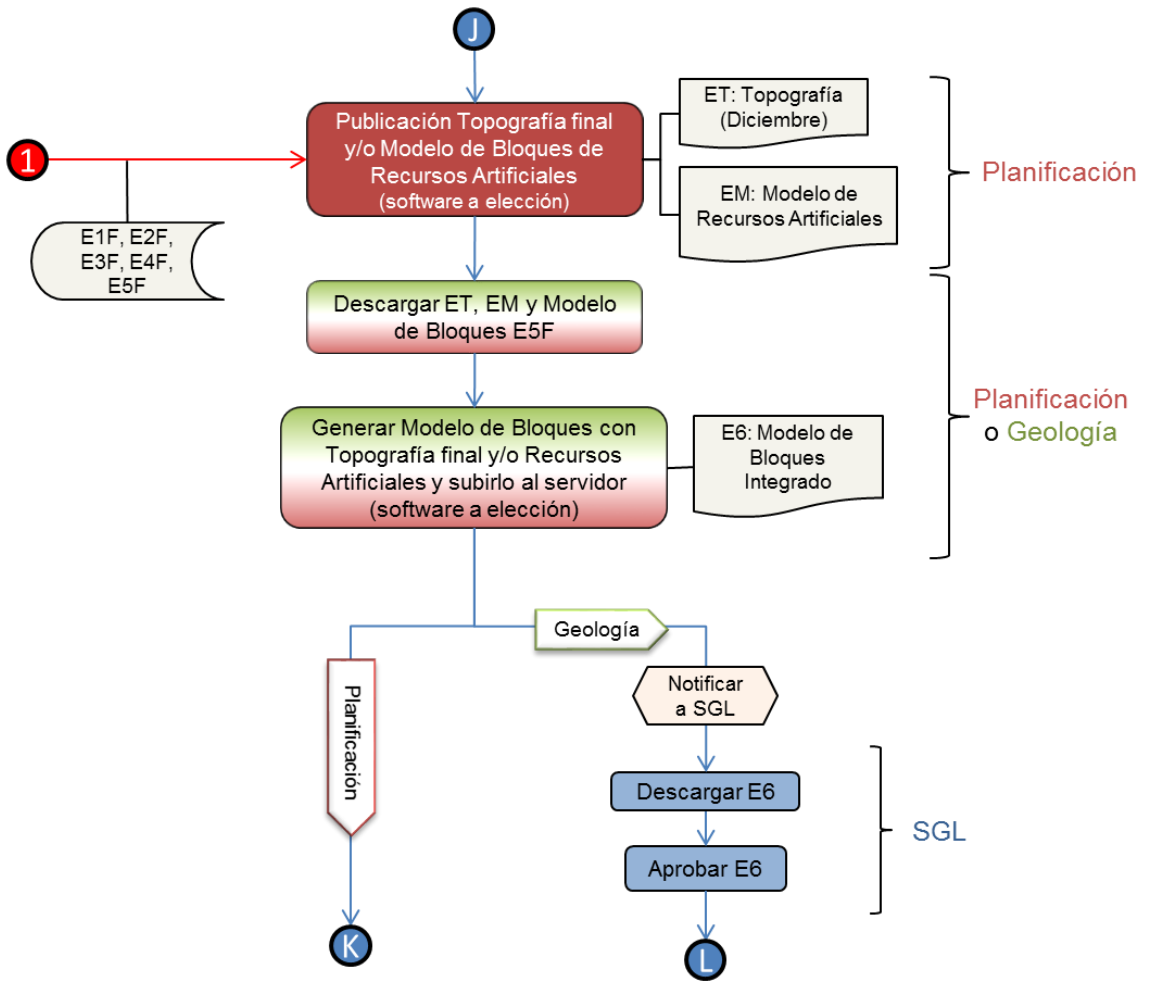 J
Publicación Topografía final
y/o Modelo de Bloques de
Recursos Artificiales
(software a elección)
ET: Topografía
(Diciembre)
EM: Modelo de
Recursos Artificiales
Planificación
1
E1F, E2F,
E3F, E4F,
E5F
Descargar ET, EM y Modelo
de Bloques E5F
Generar Modelo de Bloques con
Topografía final y/o Recursos
Artificiales y subirlo al servidor
(software a elección)
E6: Modelo de
Bloques
Integrado
Planificación
o Geología
Geología
Planificación
Notificar
a SGL
Descargar E6
Aprobar E6
SGL
K
L